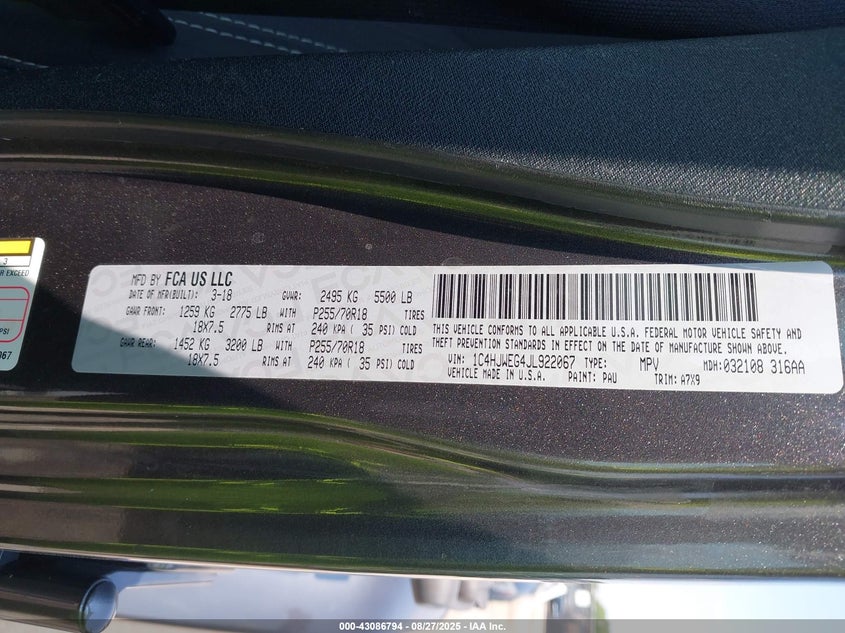 3
R EXCEED
PSI
067
MFD BY FCA US LLC
DATE OF MFR(BUILT): 3-18 GVWR: 2495 KG 5500 LB
GAWR FRONT: 1259 KG 2775 LB WITH P255/70R18 TIRES
18X7.5 RIMS AT 240 KPA ( 35 PSI) COLD
GAWR REAR: 1452 KG 3200 LB WITH P255/70R18 TIRES
18X7.5 RIMS AT 240 KPA ( 35 PSI) COLD
THIS VEHICLE CONFORMS TO ALL APPLICABLE U.S.A. FEDERAL MOTOR VEHICLE SAFETY AND
THEFT PREVENTION STANDARDS IN EFFECT ON THE DATE OF MANUFACTURE SHOWN ABOVE.
VIN: 1C4HJWEG4JL922067 TYPE: MPV MDH: 032108 316AA
VEHICLE MADE IN U.S.A. PAINT: PAU TRIM: A7X9
000-43086794 - 08/27/2025 - IAA Inc.